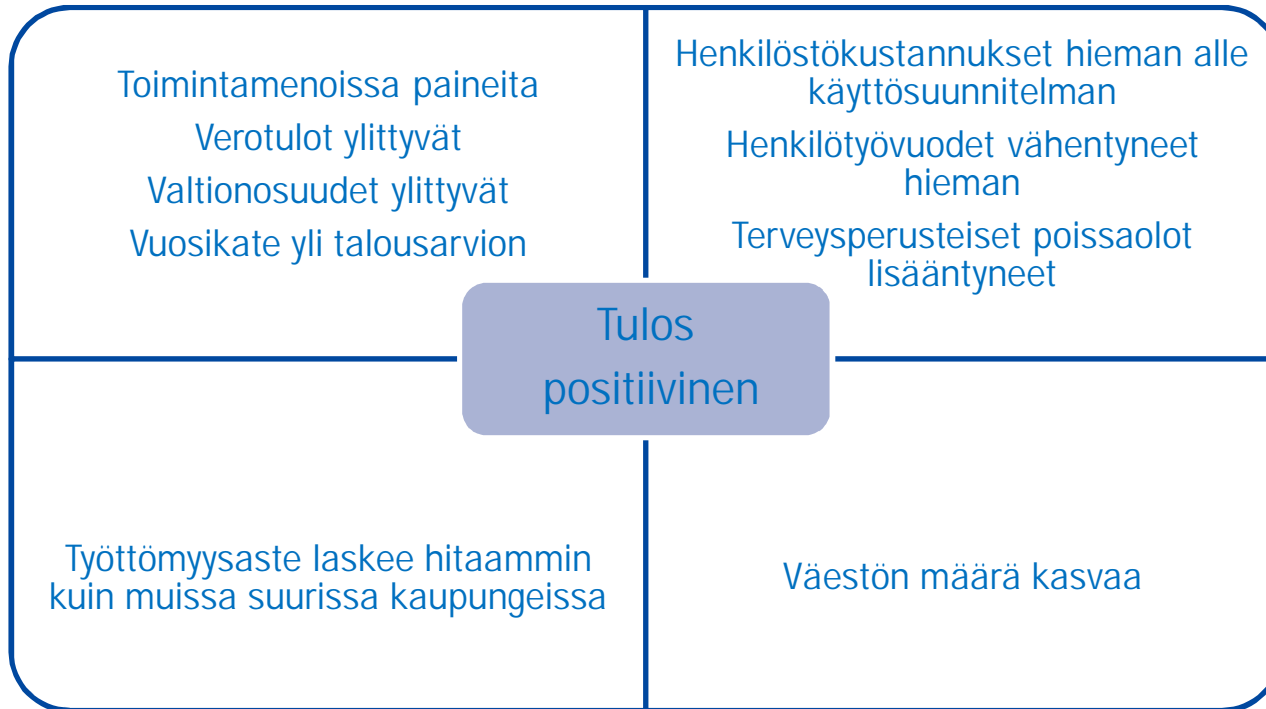 Toimintamenoissa paineita
Verotulot ylittyvät
Valtionosuudet ylittyvät
Vuosikate yli talousarvion
Henkilöstökustannukset hieman alle
käyttösuunnitelman
Henkilötyövuodet vähentyneet
hieman
Terveysperusteiset poissaolot
lisääntyneet
Tulos
positiivinen
Työttömyysaste laskee hitaammin
kuin muissa suurissa kaupungeissa
Väestön määrä kasvaa